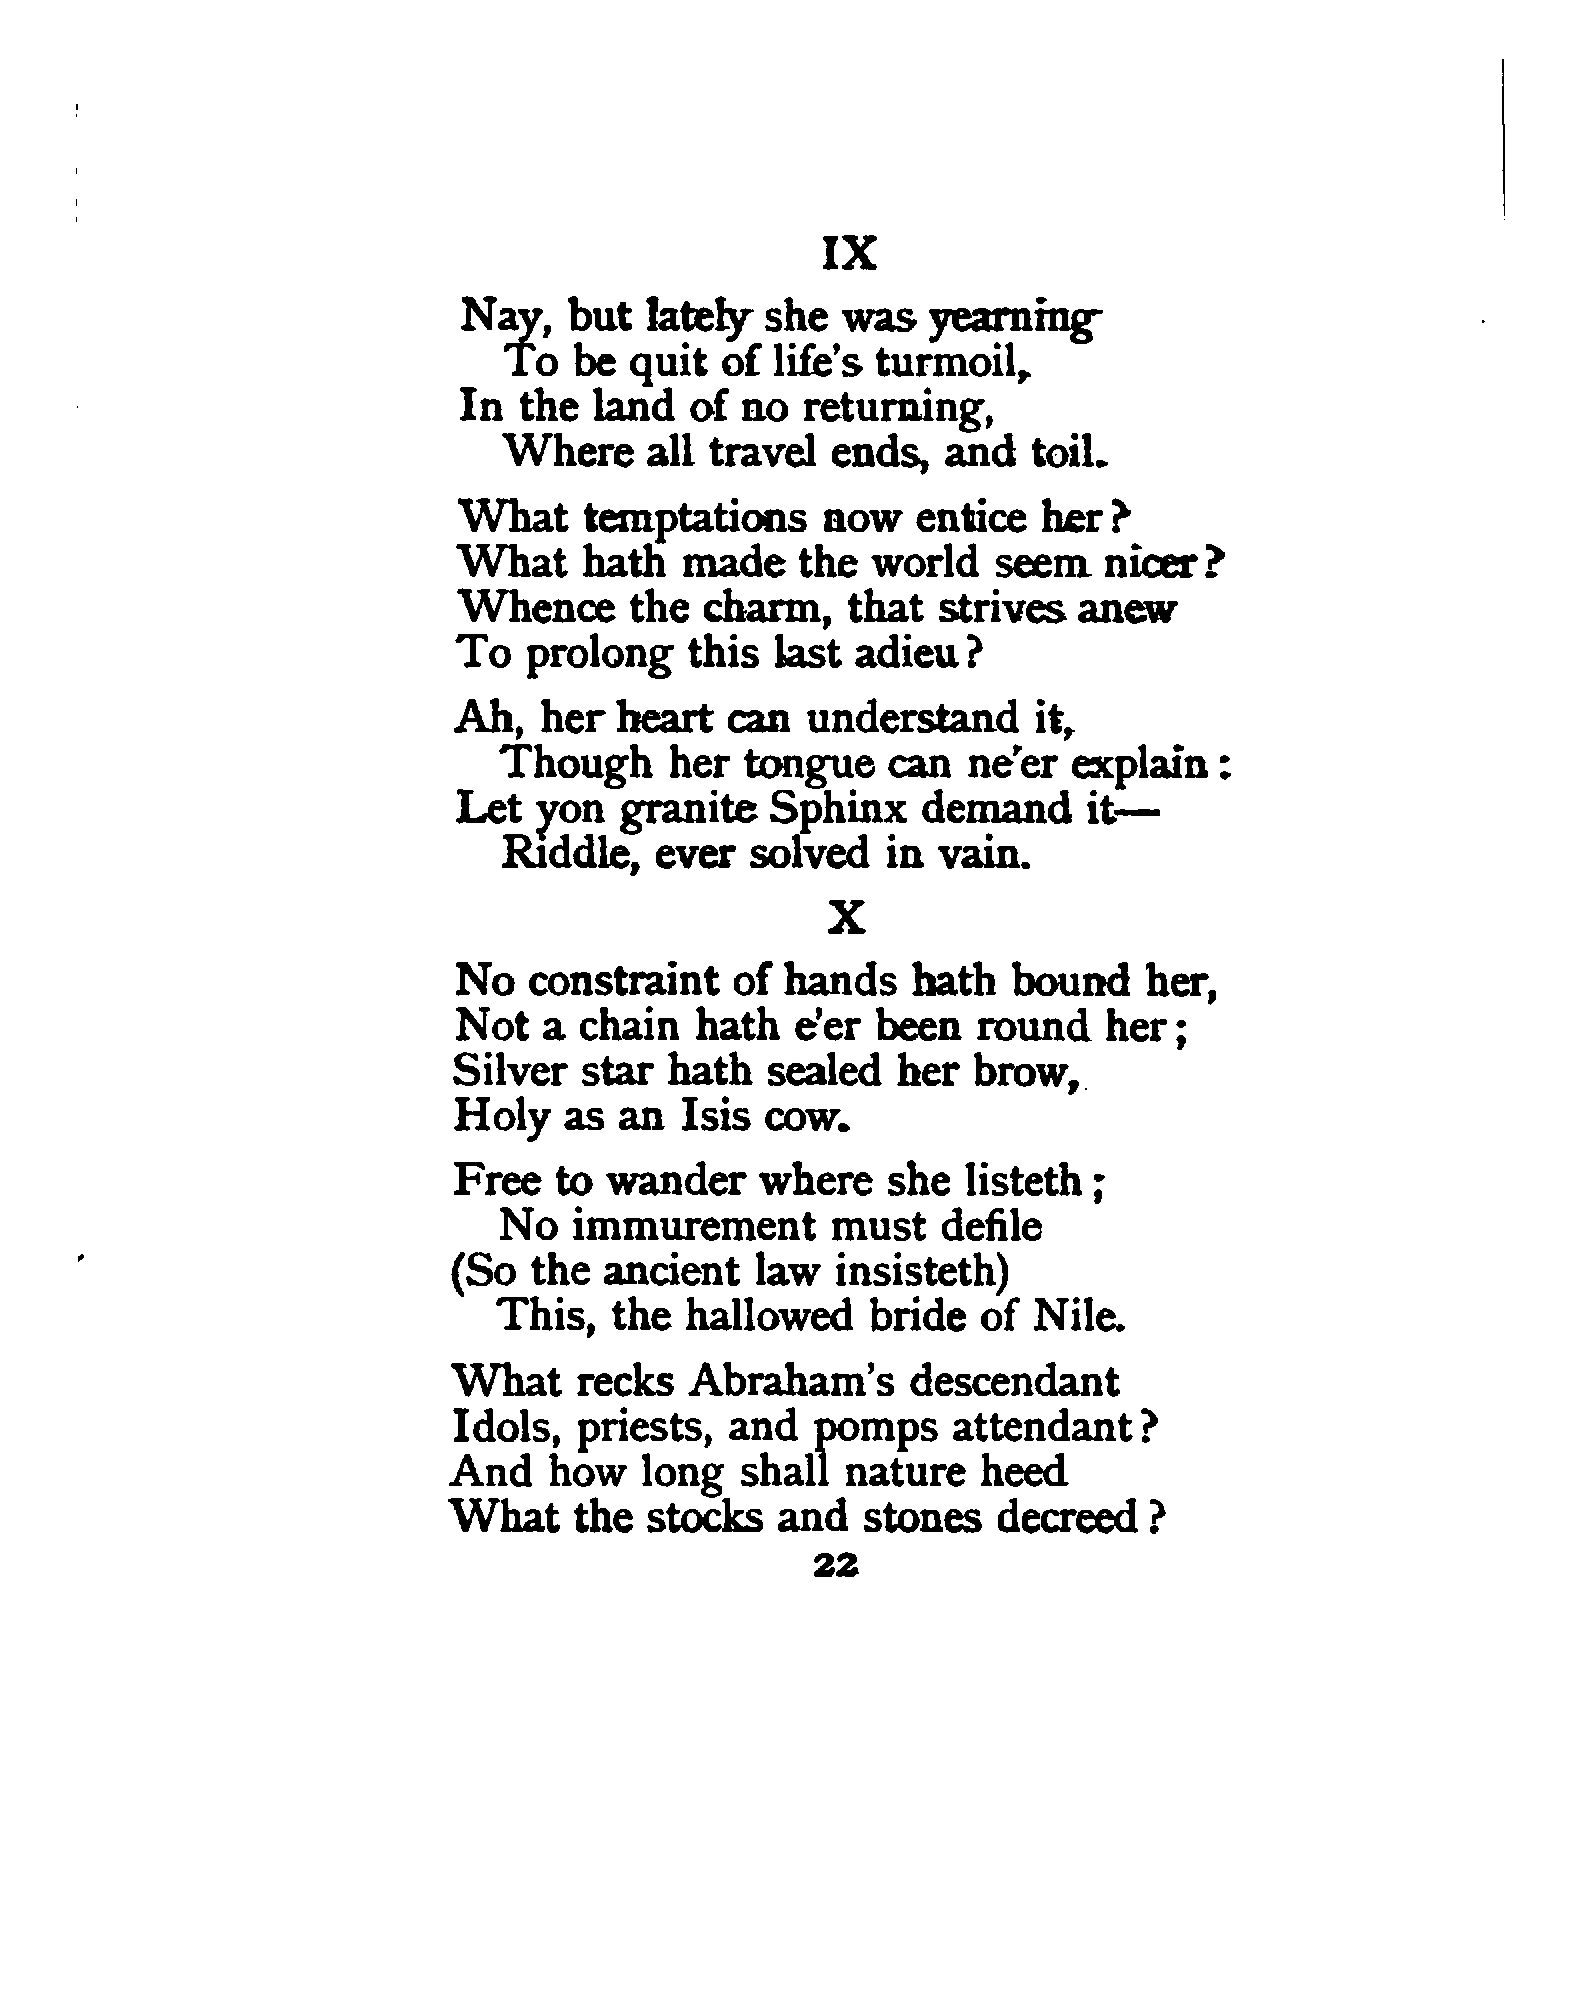 IX
Nay, but lately she was yearning
To be quit of life's turmoil,
In the land of no returning,
Where all travel ends, and toil.
What temptations now entice her?
What hath made the world seem nicer?
Whence the charm, that strives anew
To prolong this last adieu?
Ah, her heart can understand it,
Though her tongue can ne'er explain:
Let yon granite Sphinx demand it—
Riddle, ever solved in vain.
X
No constraint of hands hath bound her,
Not a chain hath e'er been round her;
Silver star hath sealed her brow,
Holy as an Isis cow.
Free to wander where she listeth;
No immurement must defile
(So the ancient law insisteth)
This, the hallowed bride of Nile.
What recks Abraham's descendant
Idols, priests, and pomps attendant?
And how long shall nature heed
What the stocks and stones decreed?
22